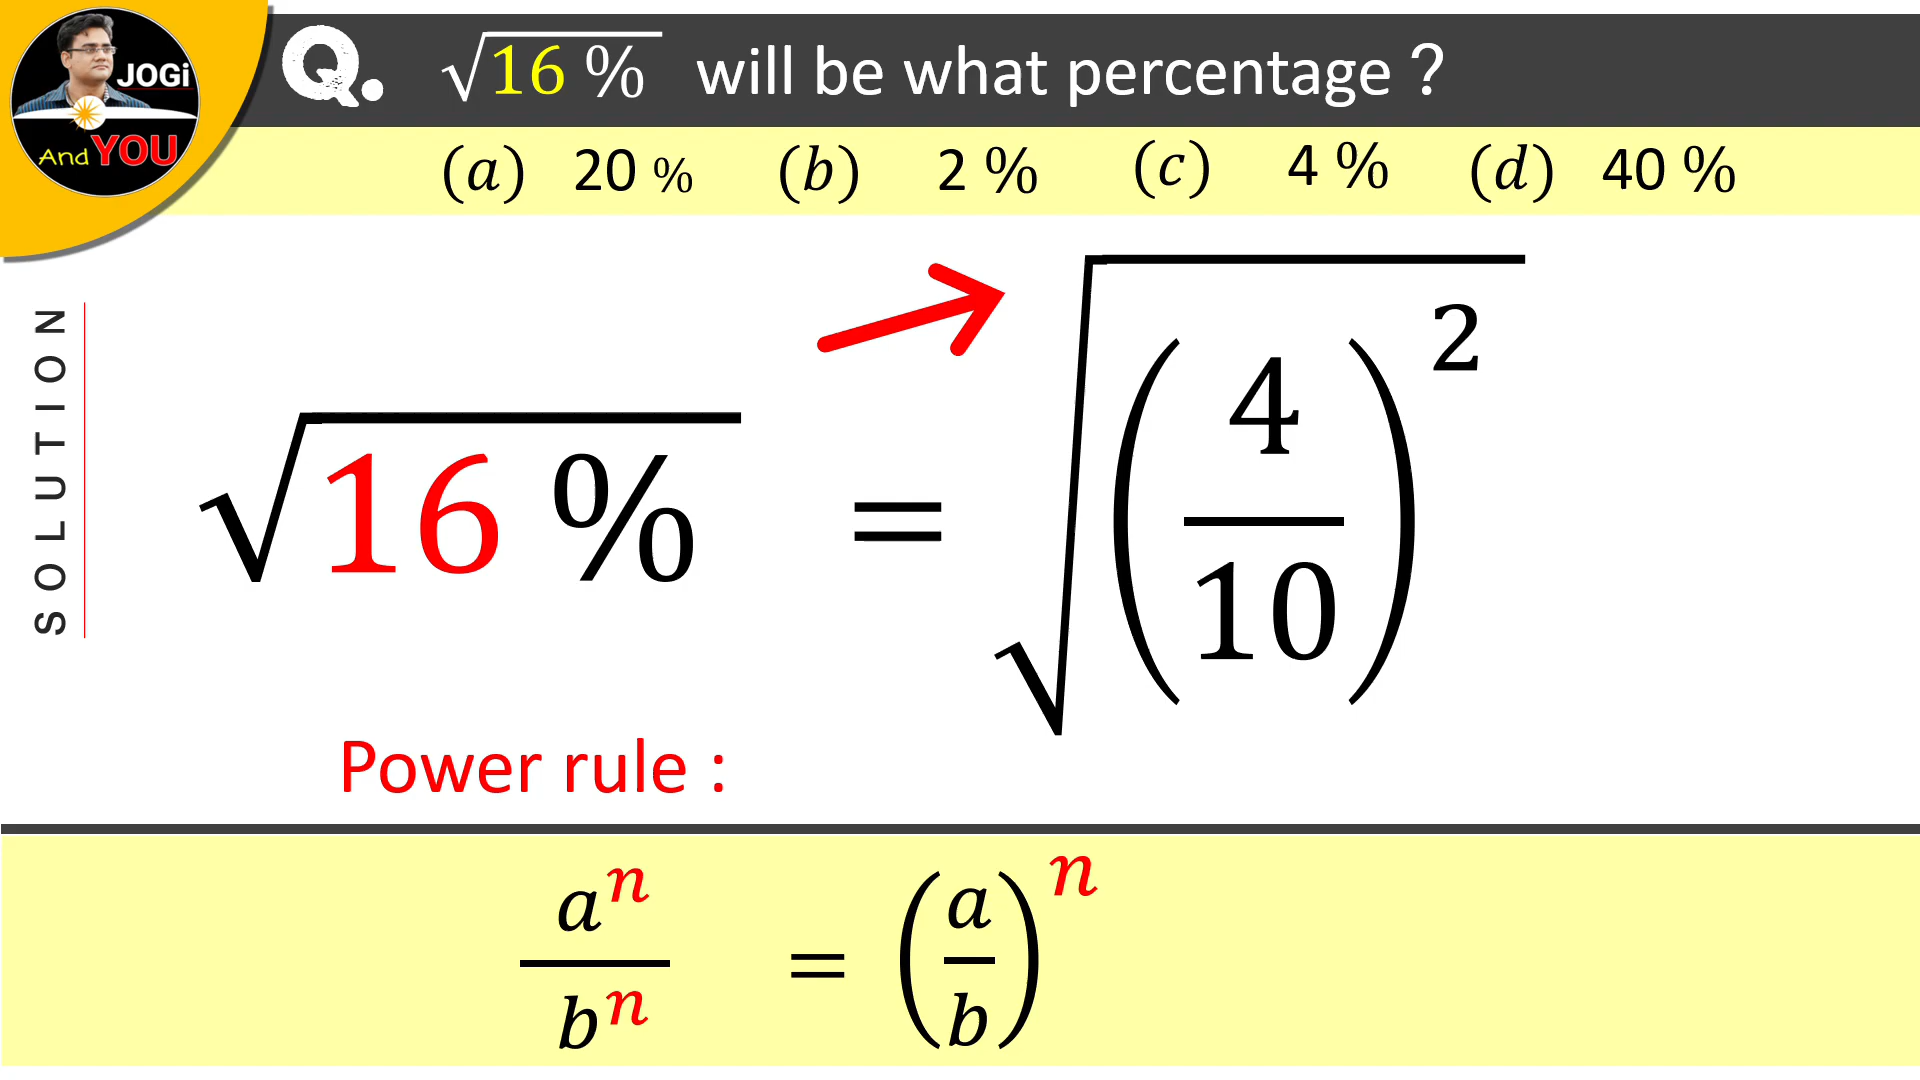 JOGi
And YOU
Q. √16 % will be what percentage ?
(a) 20 % (b) 2 % (c) 4 % (d) 40 %
SOLUTION
√16 % = √(4/10)²
Power rule :
aⁿ/bⁿ = (a/b)ⁿ